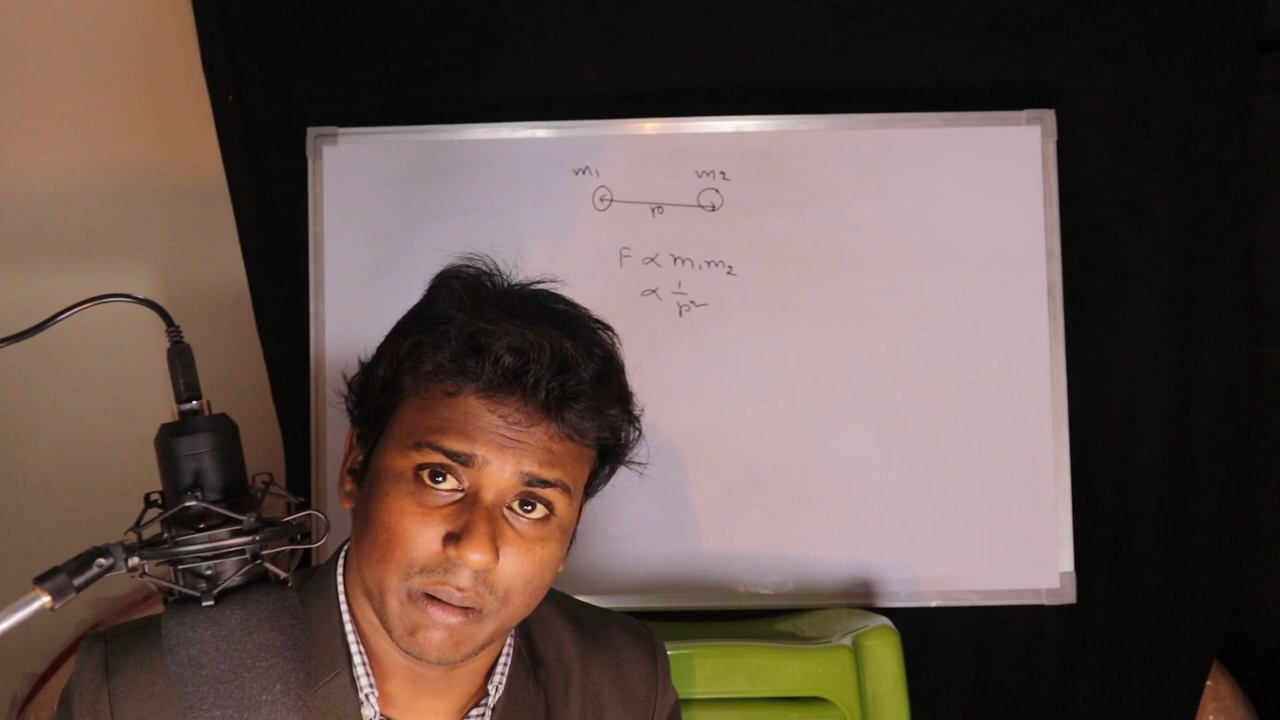 m1 m2
r
F ∝ m1m2
∝ 1/r²